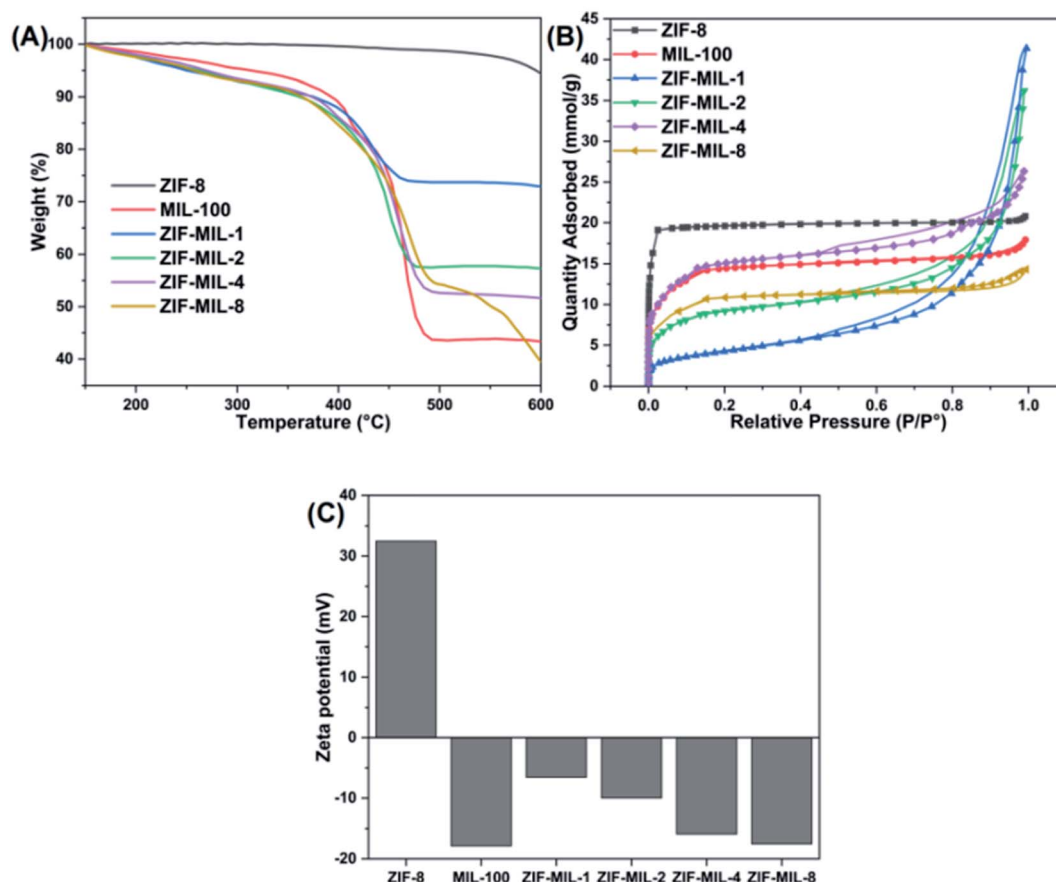 (A)
100
90
80
70
60
50
40
Weight (%)
ZIF-8
MIL-100
ZIF-MIL-1
ZIF-MIL-2
ZIF-MIL-4
ZIF-MIL-8
200 300 400 500 600
Temperature (°C)
(B)
45
40
35
30
25
20
15
10
5
0
Quantity Adsorbed (mmol/g)
ZIF-8
MIL-100
ZIF-MIL-1
ZIF-MIL-2
ZIF-MIL-4
ZIF-MIL-8
0.0 0.2 0.4 0.6 0.8 1.0
Relative Pressure (P/P°)
(C)
40
30
20
10
0
-10
-20
Zeta potential (mV)
ZIF-8 MIL-100 ZIF-MIL-1 ZIF-MIL-2 ZIF-MIL-4 ZIF-MIL-8